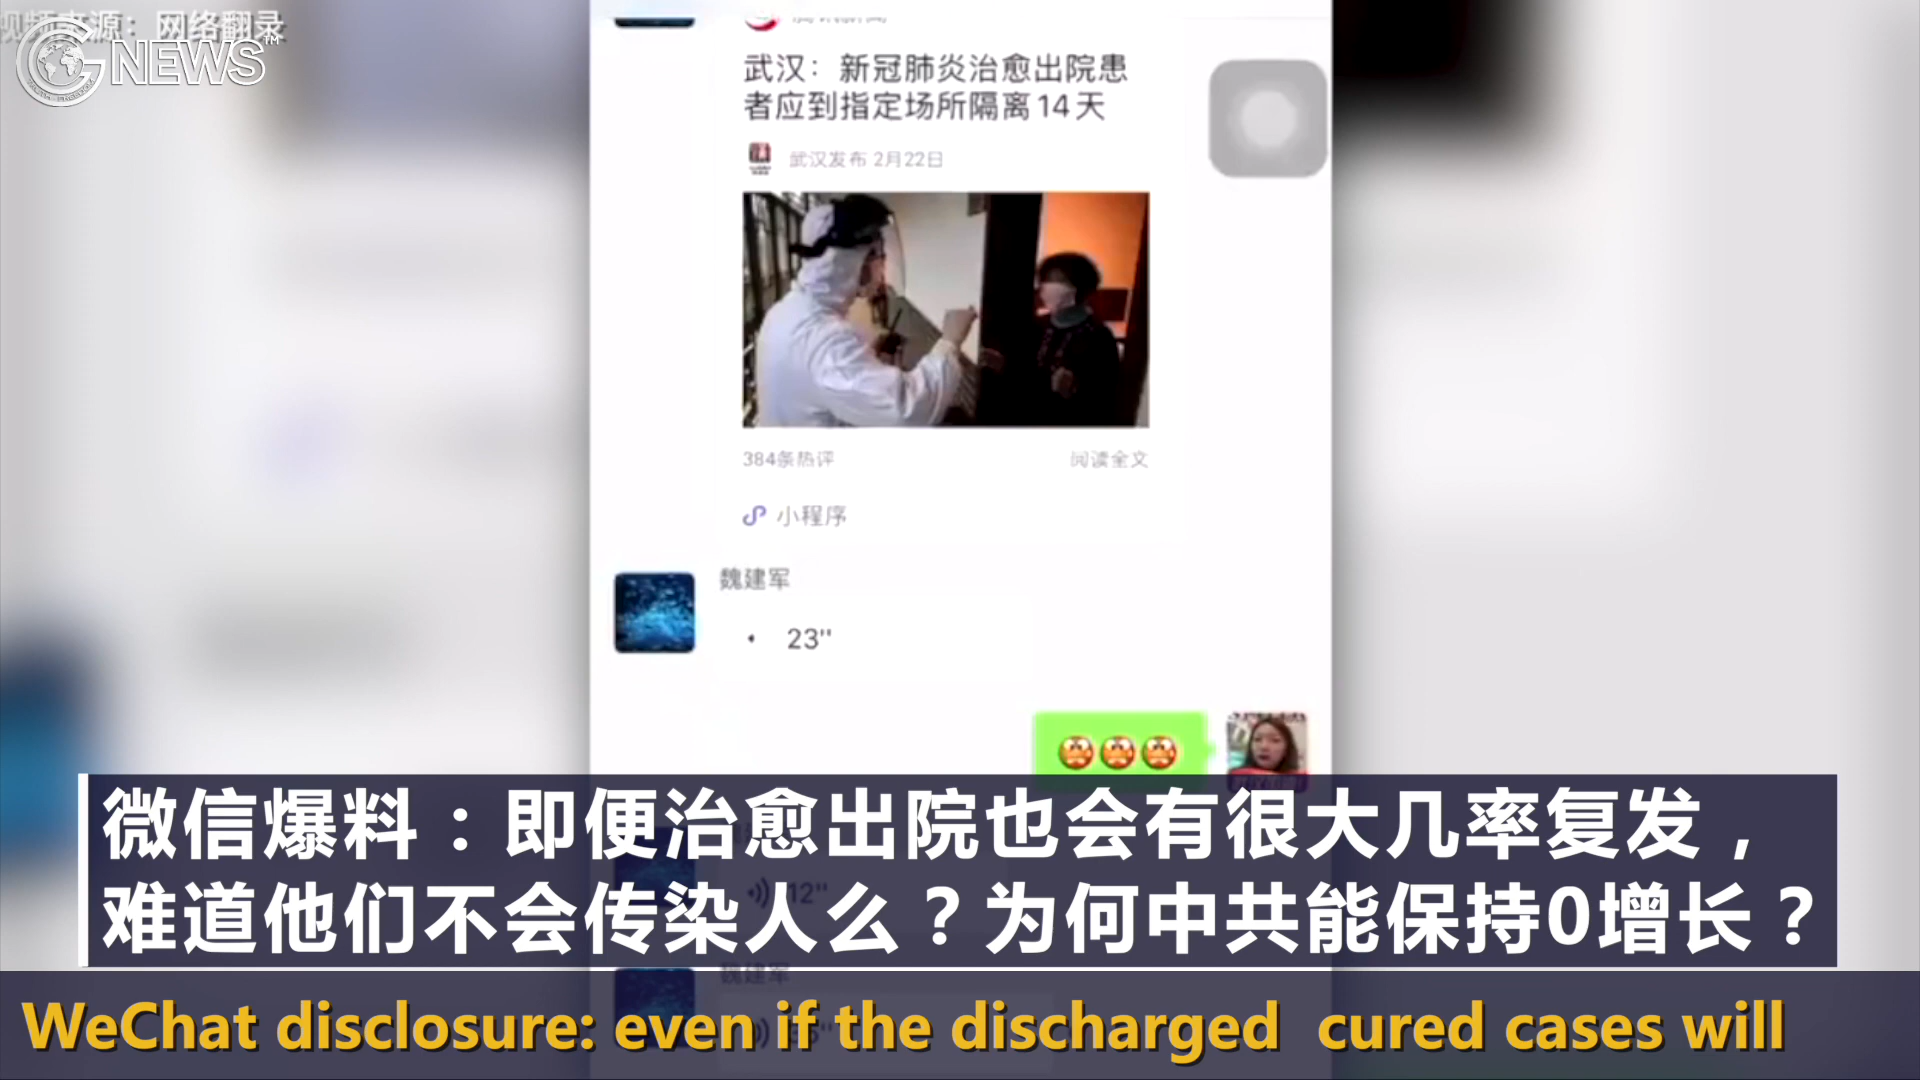 视频来源：网络翻录
GNEWS™
武汉：新冠肺炎治愈出院患
者应到指定场所隔离14天
武汉发布 2月22日
384条热评
阅读全文
小程序
魏建军
23''
微信爆料：即便治愈出院也会有很大几率复发，
难道他们不会传染人么？为何中共能保持0增长？
12''
魏建军
WeChat disclosure: even if the discharged cured cases will